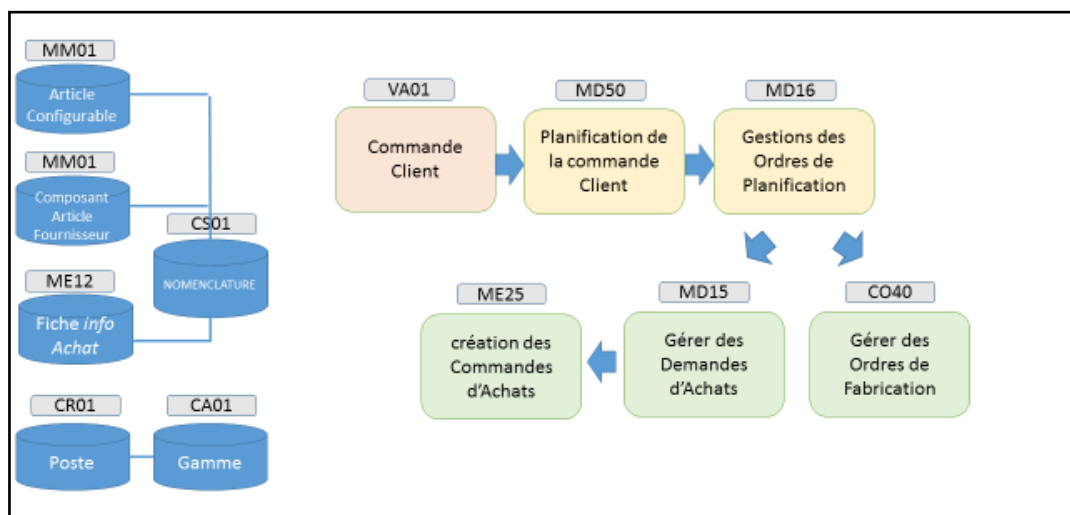 MM01
Article
Configurable
MM01
Composant
Article
Fournisseur
CS01
NOMENCLATURE
ME12
Fiche info
Achat
CR01
Poste
CA01
Gamme
VA01
Commande
Client
MD50
Planification de
la commande
Client
MD16
Gestions des
Ordres de
Planification
ME25
création des
Commandes
d'Achats
MD15
Gérer des
Demandes
d'Achats
CO40
Gérer des
Ordres de
Fabrication